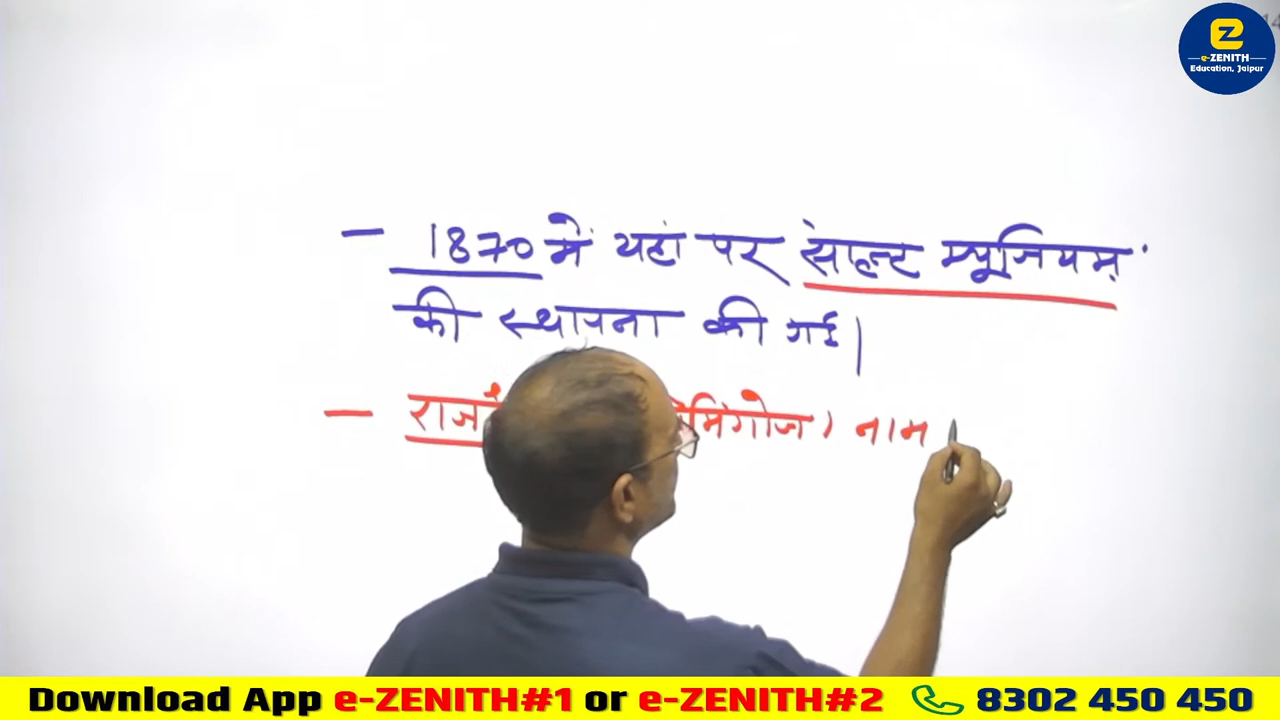 e-ZENITH
Education, Jaipur
— 1870 में यहां पर साल्ट म्यूजियम
की स्थापना की गई|
— नाम
Download App e-ZENITH#1 or e-ZENITH#2 8302 450 450